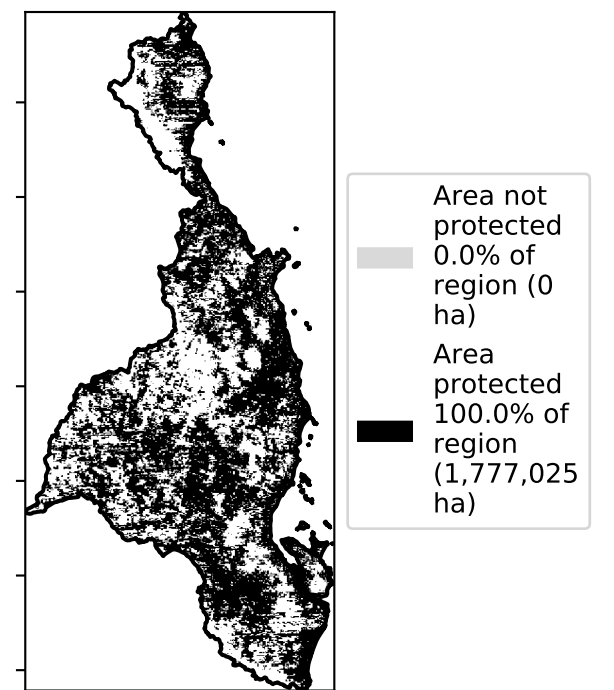 Area not
protected
0.0% of
region (0
ha)
Area
protected
100.0% of
region
(1,777,025
ha)